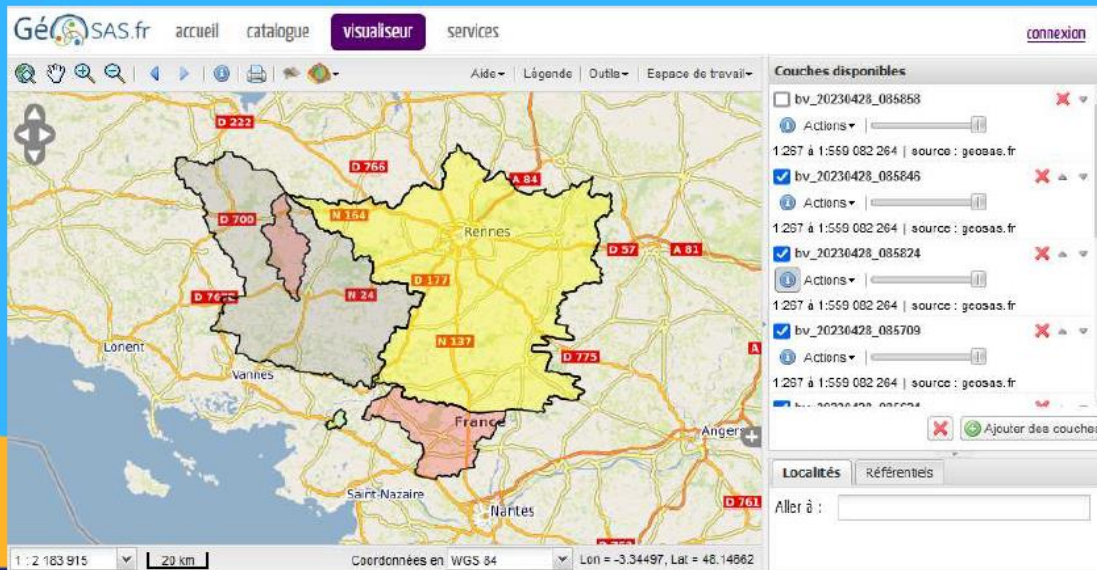 GéoSAS.fr accueil catalogue visualiseur services connexion
Aide Légende Outils Espace de travail
Couches disponibles
bv_20230428_085858
Actions
1:267 à 1:559 082 264 | source : geosas.fr
bv_20230428_085846
Actions
1:267 à 1:559 082 264 | source : geosas.fr
bv_20230428_085824
Actions
1:267 à 1:559 082 264 | source : geosas.fr
bv_20230428_085709
Actions
1:267 à 1:559 082 264 | source : geosas.fr
Ajouter des couches
Localités Référentiels
Aller à :
D 222
D 766
A 84
D 700
N 164
Rennes
D 57
A 81
D 177
N 24
N 137
D 775
Lorient
Vannes
France
Angers
Saint-Nazaire
Nantes
D 761
1 : 2 183 915
20 km
Coordonnées en WGS 84
Lon = -3.34497, Lat = 48.14662